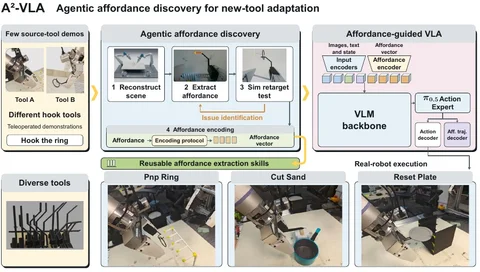 A²-VLA Agentic affordance discovery for new-tool adaptation
Few source-tool demos
Tool A Tool B
Different hook tools
Teleoperated demonstrations
Hook the ring
Diverse tools
Agentic affordance discovery
1 Reconstruct
scene
2 Extract
affordance
3 Sim retarget
test
Issue identification
4 Affordance encoding
Affordance
Encoding protocol
Affordance
vector
Reusable affordance extraction skills
Affordance-guided VLA
Images, text
and state
Affordance
vector
Input
encoders
Affordance
encoder
VLM
backbone
π0.5 Action
Expert
Action
decoder
Aff. traj.
decoder
Real-robot execution
Pnp Ring
Cut Sand
Reset Plate